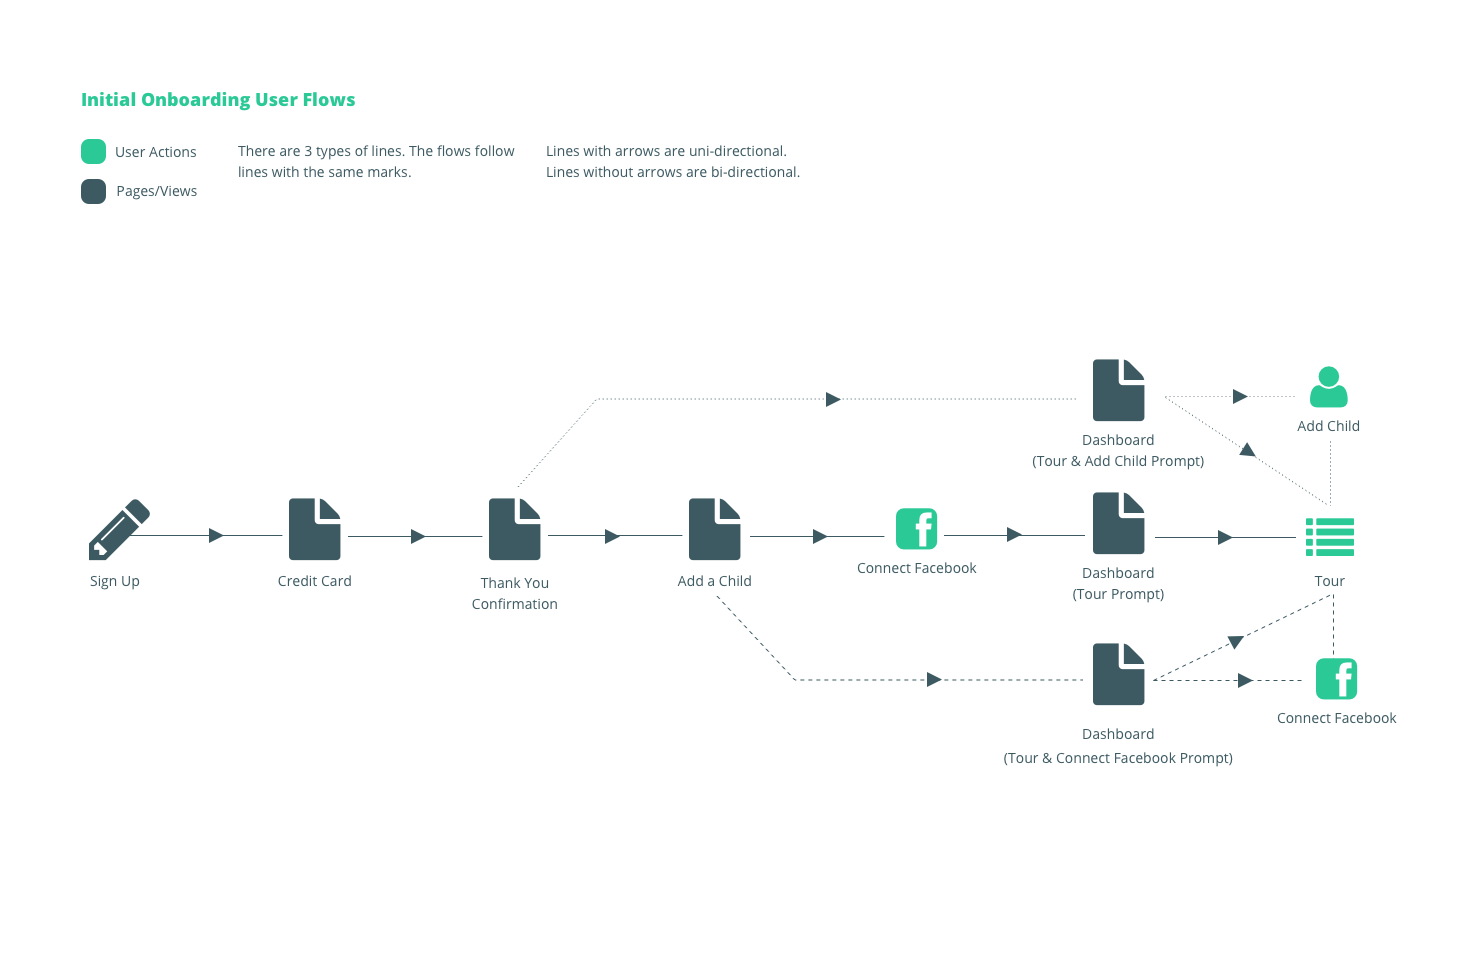 Initial Onboarding User Flows
User Actions
Pages/Views
There are 3 types of lines. The flows follow
lines with the same marks.
Lines with arrows are uni-directional.
Lines without arrows are bi-directional.
Dashboard
(Tour & Add Child Prompt)
Add Child
Sign Up
Credit Card
Thank You
Confirmation
Add a Child
Connect Facebook
Dashboard
(Tour Prompt)
Tour
Dashboard
(Tour & Connect Facebook Prompt)
Connect Facebook